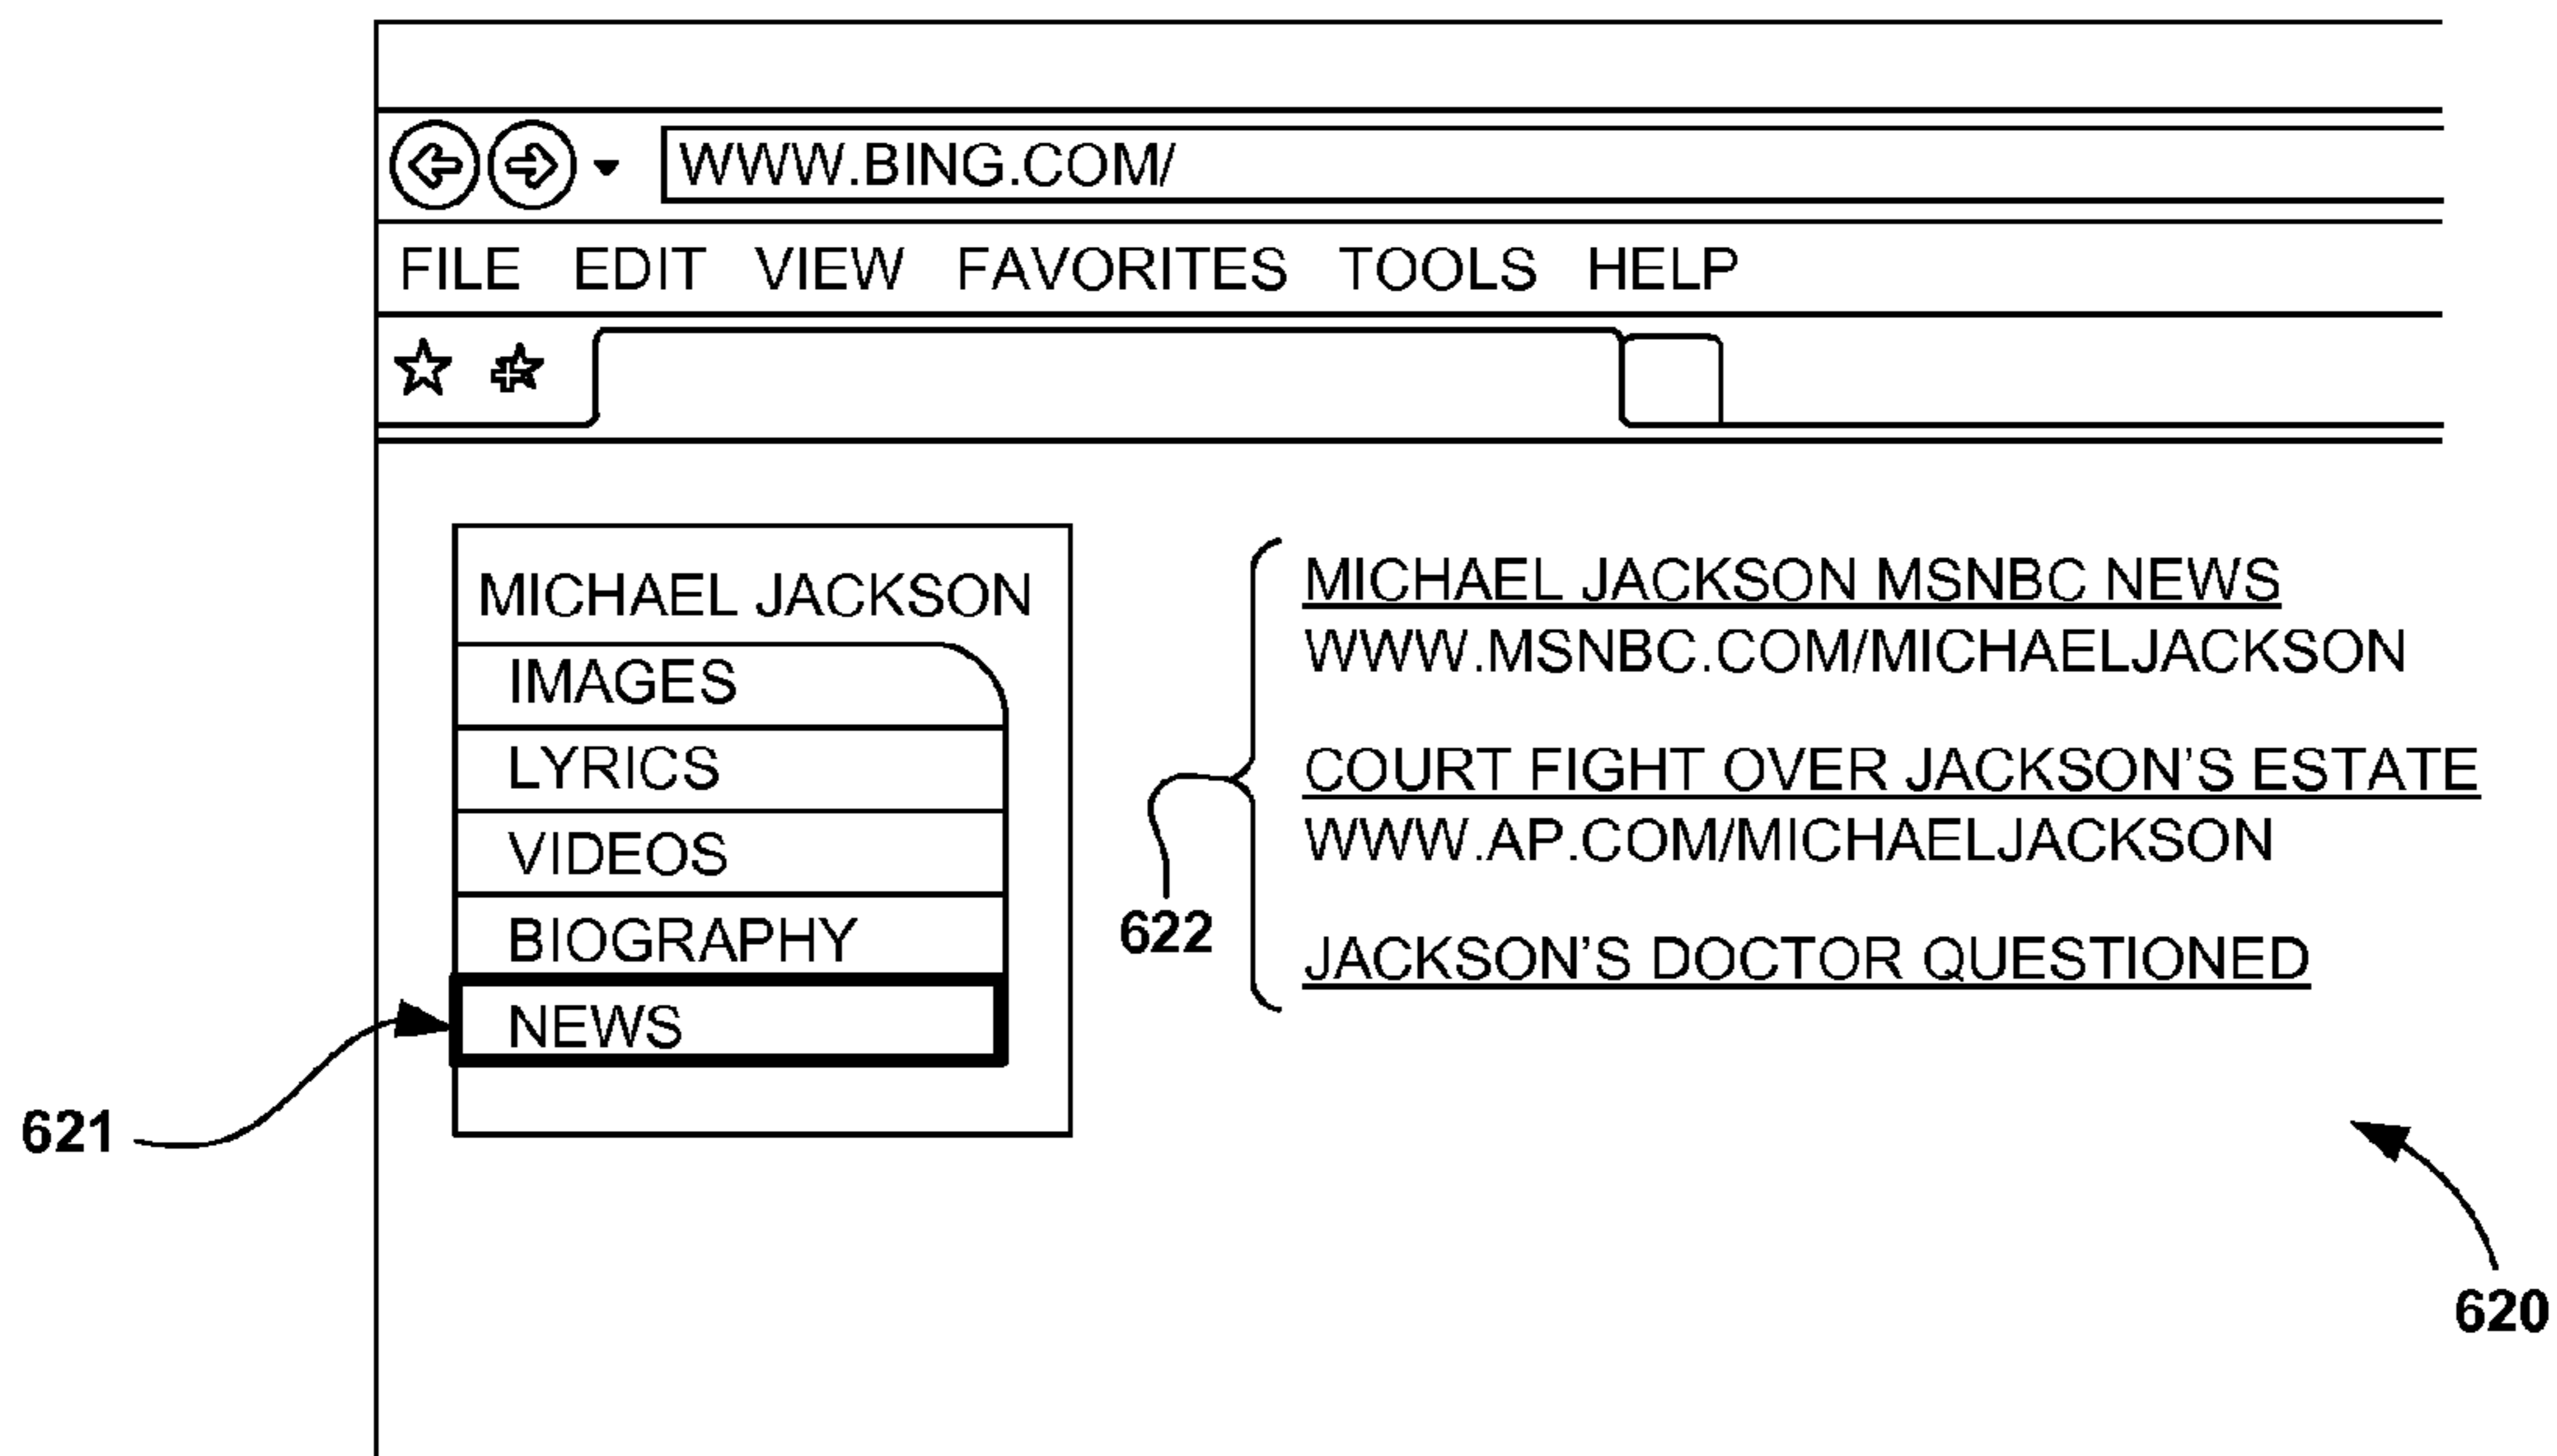 WWW.BING.COM/
FILE EDIT VIEW FAVORITES TOOLS HELP
MICHAEL JACKSON
IMAGES
LYRICS
VIDEOS
BIOGRAPHY
NEWS
621
622
MICHAEL JACKSON MSNBC NEWS
WWW.MSNBC.COM/MICHAELJACKSON
COURT FIGHT OVER JACKSON'S ESTATE
WWW.AP.COM/MICHAELJACKSON
JACKSON'S DOCTOR QUESTIONED
620